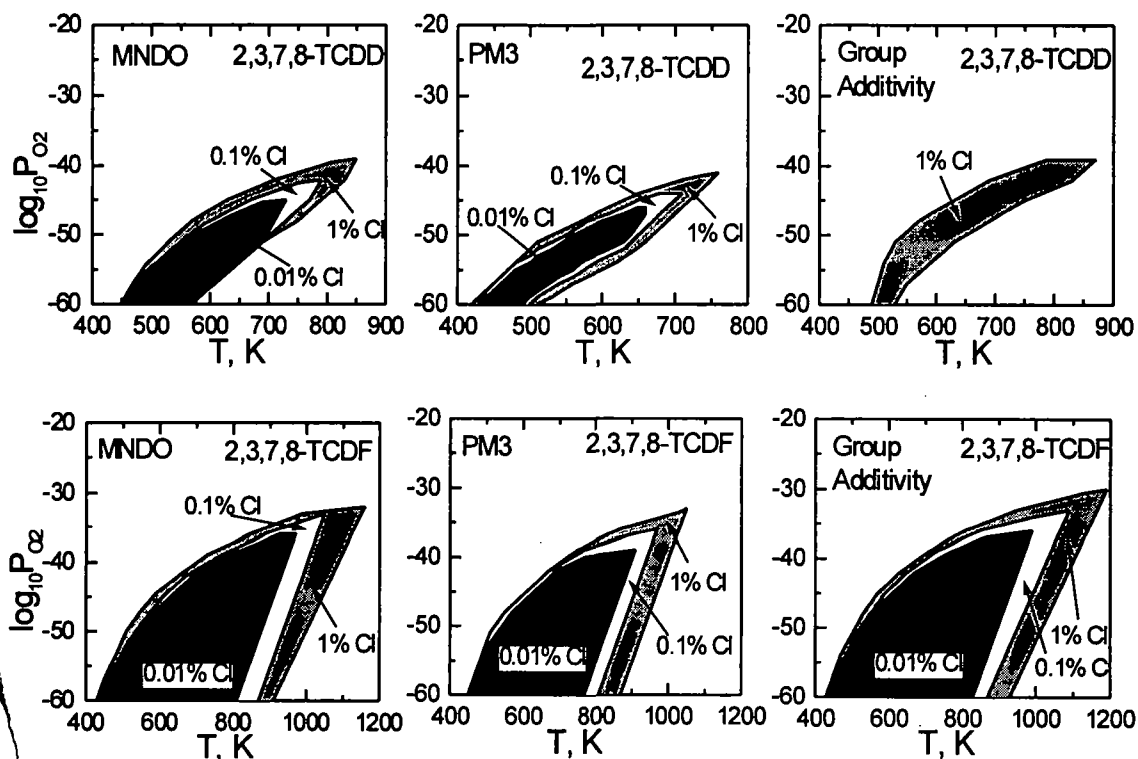 MNDO 2,3,7,8-TCDD
-20
-30
-40
-50
-60
log10PO2
0.1% Cl
1% Cl
0.01% Cl
400 500 600 700 800 900
T, K
PM3
2,3,7,8-TCDD
-20
-30
-40
-50
-60
0.1% Cl
0.01% Cl
1% Cl
400 500 600 700 800
T, K
Group 2,3,7,8-TCDD
Additivity
-20
-30
-40
-50
-60
1% Cl
400 500 600 700 800 900
T, K
MNDO 2,3,7,8-TCDF
-20
-30
-40
-50
-60
log10PO2
0.1% Cl
1% Cl
0.01% Cl
400 600 800 1000 1200
T, K
PM3 2,3,7,8-TCDF
-20
-30
-40
-50
-60
1% Cl
0.1% Cl
0.01% Cl
400 600 800 1000 1200
T, K
Group 2,3,7,8-TCDF
Additivity
-20
-30
-40
-50
-60
1% Cl
0.1% C
0.01% Cl
400 600 800 1000 1200
T, K